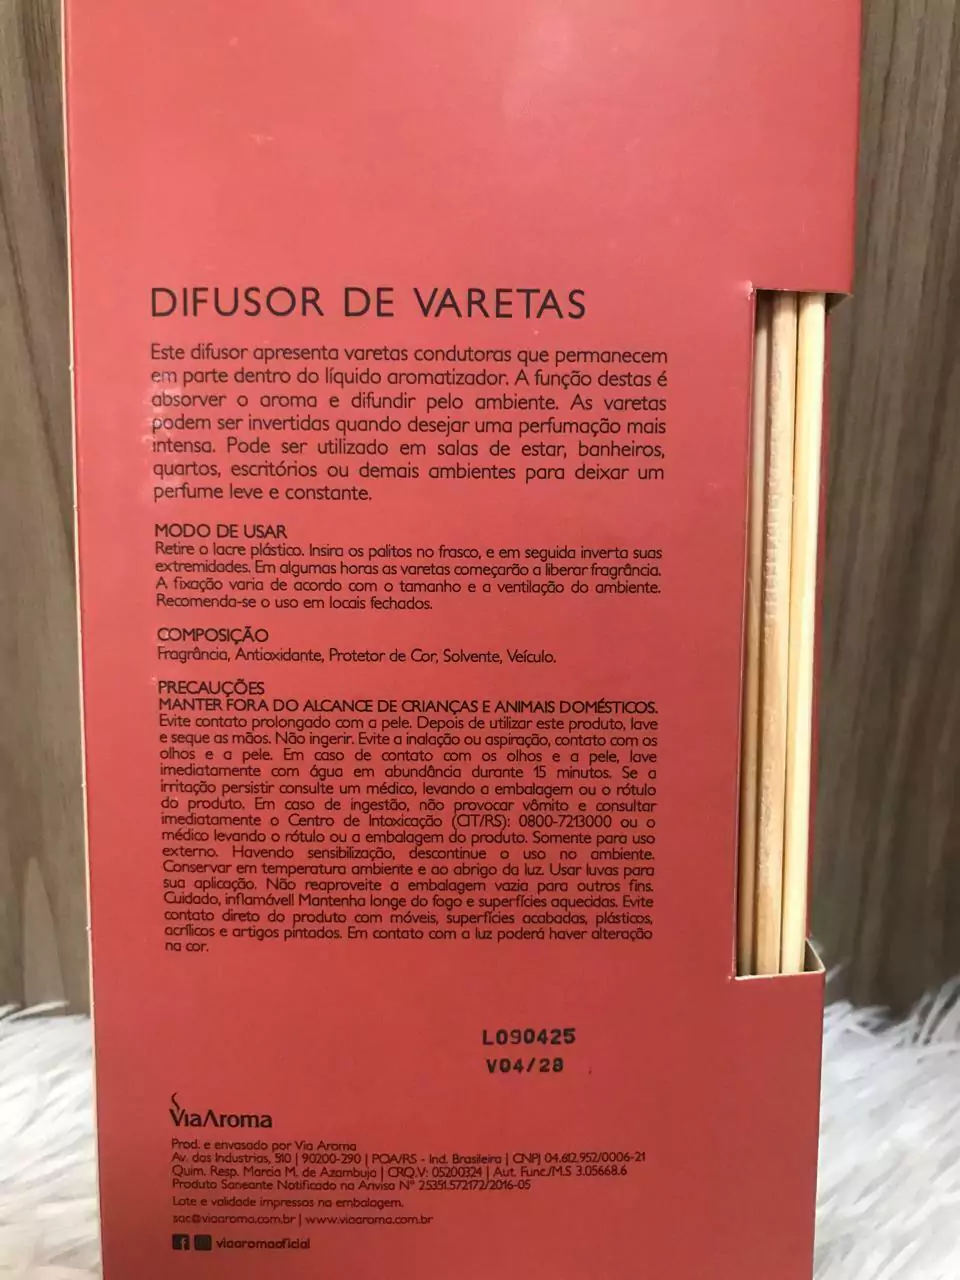 DIFUSOR DE VARETAS
Este difusor apresenta varetas condutoras que permanecem
em parte dentro do líquido aromatizador. A função destas é
absorver o aroma e difundir pelo ambiente. As varetas
podem ser invertidas quando desejar uma perfumação mais
intensa. Pode ser utilizado em salas de estar, banheiros,
quartos, escritórios ou demais ambientes para deixar um
perfume leve e constante.
MODO DE USAR
Retire o lacre plástico. Insira os palitos no frasco, e em seguida inverta suas
extremidades. Em algumas horas as varetas começarão a liberar fragrância.
A fixação varia de acordo com o tamanho e a ventilação do ambiente.
Recomenda-se o uso em locais fechados.
COMPOSIÇÃO
Fragrância, Antioxidante, Protetor de Cor, Solvente, Veículo.
PRECAUÇÕES
MANTER FORA DO ALCANCE DE CRIANÇAS E ANIMAIS DOMÉSTICOS.
Evite contato prolongado com a pele. Depois de utilizar este produto, lave
e seque as mãos. Não ingerir. Evite a inalação ou aspiração, contato com os
olhos e a pele. Em caso de contato com os olhos e a pele, lave
imediatamente com água em abundância durante 15 minutos. Se a
irritação persistir consulte um médico, levando a embalagem ou o rótulo
do produto. Em caso de ingestão, não provocar vômito e consultar
imediatamente o Centro de Intoxicação (CIT/RS): 0800-7213000 ou o
médico levando o rótulo ou a embalagem do produto. Somente para uso
externo. Havendo sensibilização, descontinue o uso no ambiente.
Conservar em temperatura ambiente e ao abrigo da luz. Usar luvas para
sua aplicação. Não reaproveite a embalagem vazia para outros fins.
Cuidado, inflamável! Mantenha longe do fogo e superfícies aquecidas. Evite
contato direto do produto com móveis, superfícies acabadas, plásticos,
acrílicos e artigos pintados. Em contato com a luz poderá haver alteração
na cor.
L090425
V04/28
ViaAroma
Prod. e envasado por Via Aroma
Av. das Industrias, 510 | 90200-290 | POA/RS - Ind. Brasileira | CNPJ 04.612.952/0006-21
Quim. Resp. Marcia M. de Azambuja | CRQ.V: 05200324 | Aut. Func./M.S 3.05668.6
Produto Saneante Notificado na Anvisa N° 25351.572172/2016-05
Lote e validade impressos na embalagem.
sac@viaaroma.com.br | www.viaaroma.com.br
viaaromaoficial